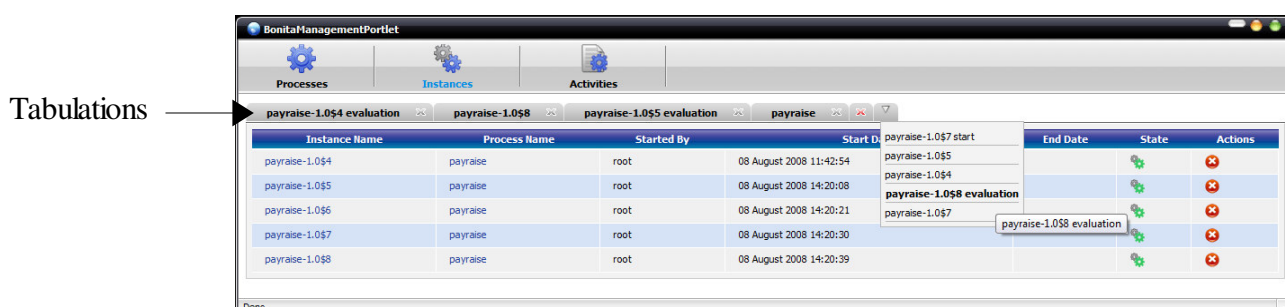 BonitaManagementPortlet
Processes Instances Activities
Tabulations
payraise-1.0$4 evaluation payraise-1.0$8 payraise-1.0$5 evaluation payraise
Instance Name Process Name Started By Start Da End Date State Actions
payraise-1.0$4 payraise root 08 August 2008 11:42:54
payraise-1.0$5 payraise root 08 August 2008 14:20:08
payraise-1.0$6 payraise root 08 August 2008 14:20:21
payraise-1.0$7 payraise root 08 August 2008 14:20:30
payraise-1.0$8 payraise root 08 August 2008 14:20:39
payraise-1.0$7 start
payraise-1.0$5
payraise-1.0$4
payraise-1.0$8 evaluation
payraise-1.0$7
payraise-1.0$8 evaluation